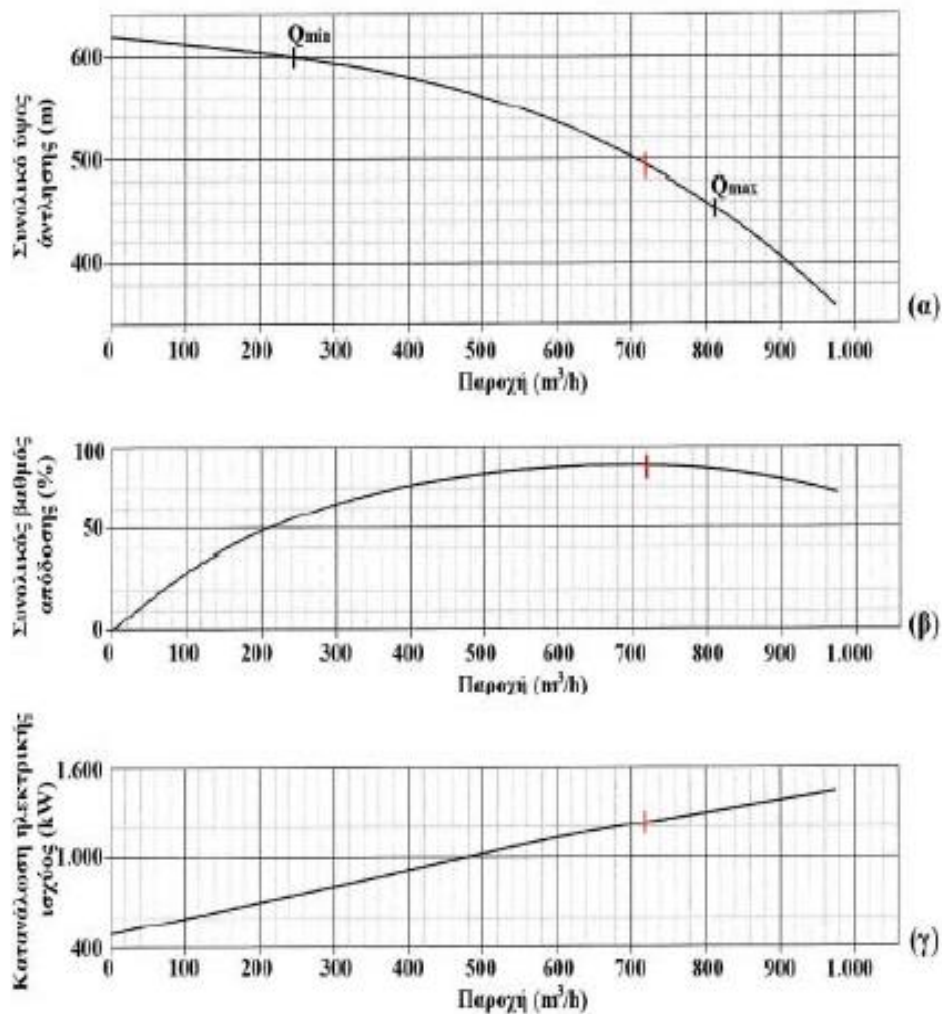 Συνολικό ύψος
άντλησης (m)
600
500
400
Qmin
Qmax
(α)
0 100 200 300 400 500 600 700 800 900 1.000
Παροχή (m³/h)
Συνολικός βαθμός
απόδοσης (%)
100
50
0
(β)
0 100 200 300 400 500 600 700 800 900 1.000
Παροχή (m³/h)
Κατανάλωση ηλεκτρικής
ισχύος (kW)
1.600
1.000
400
(γ)
0 100 200 300 400 500 600 700 800 900 1.000
Παροχή (m³/h)